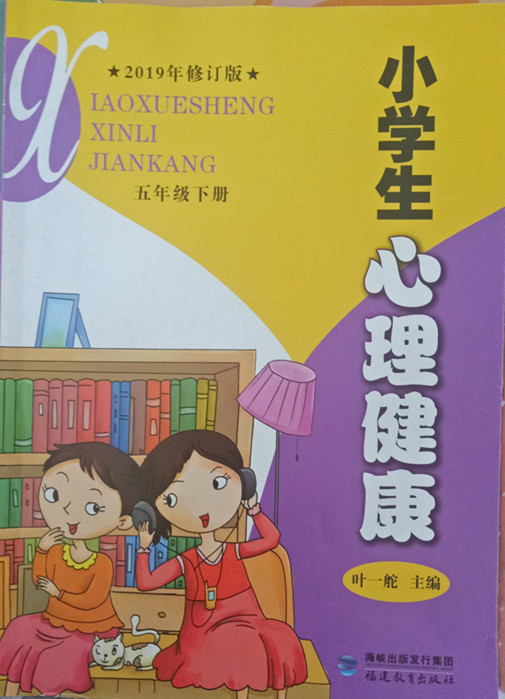 ★2019年修订版★
X
IAOXUESHENG
XINLI
JIANKANG
五年级下册
小学生
心理健康
叶一舵 主编
海峡出版发行集团
福建教育出版社